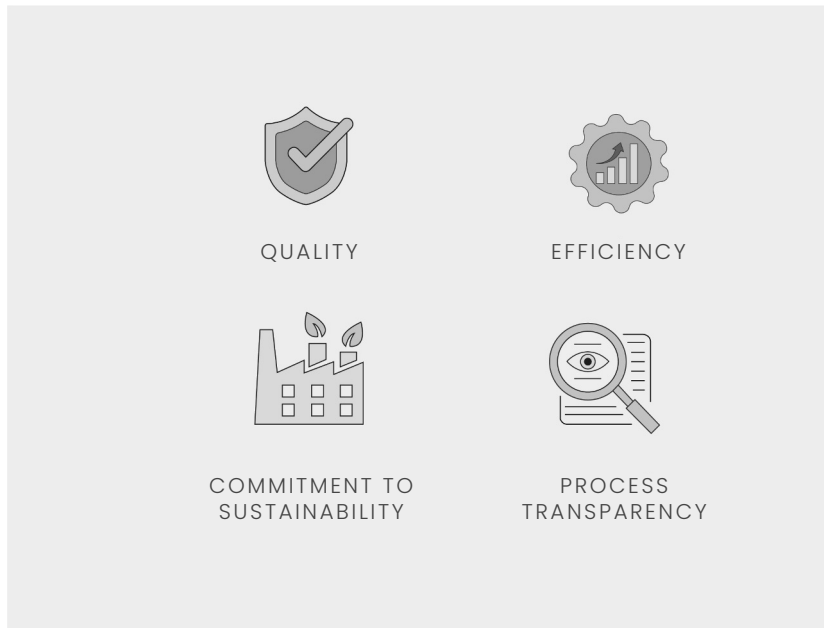 QUALITY
EFFICIENCY
COMMITMENT TO
SUSTAINABILITY
PROCESS
TRANSPARENCY